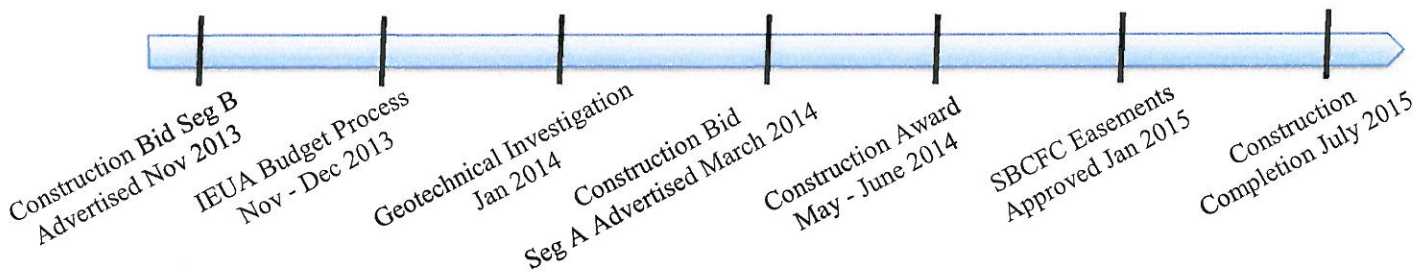 Construction Bid Seg B
Advertised Nov 2013
IEUA Budget Process
Nov - Dec 2013
Geotechnical Investigation
Jan 2014
Construction Bid
Seg A Advertised March 2014
Construction Award
May - June 2014
SBCFC Easements
Approved Jan 2015
Construction
Completion July 2015